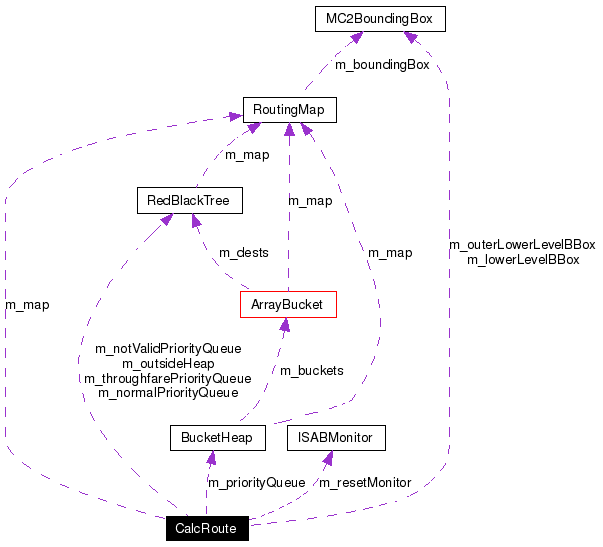 MC2BoundingBox
m_boundingBox
RoutingMap
m_map
RedBlackTree
m_map
m_outerLowerLevelBBox
m_lowerLevelBBox
m_dests
m_map
m_map
ArrayBucket
m_notValidPriorityQueue
m_outsideHeap
m_throughfarePriorityQueue
m_normalPriorityQueue
m_buckets
BucketHeap
ISABMonitor
m_priorityQueue
m_resetMonitor
CalcRoute